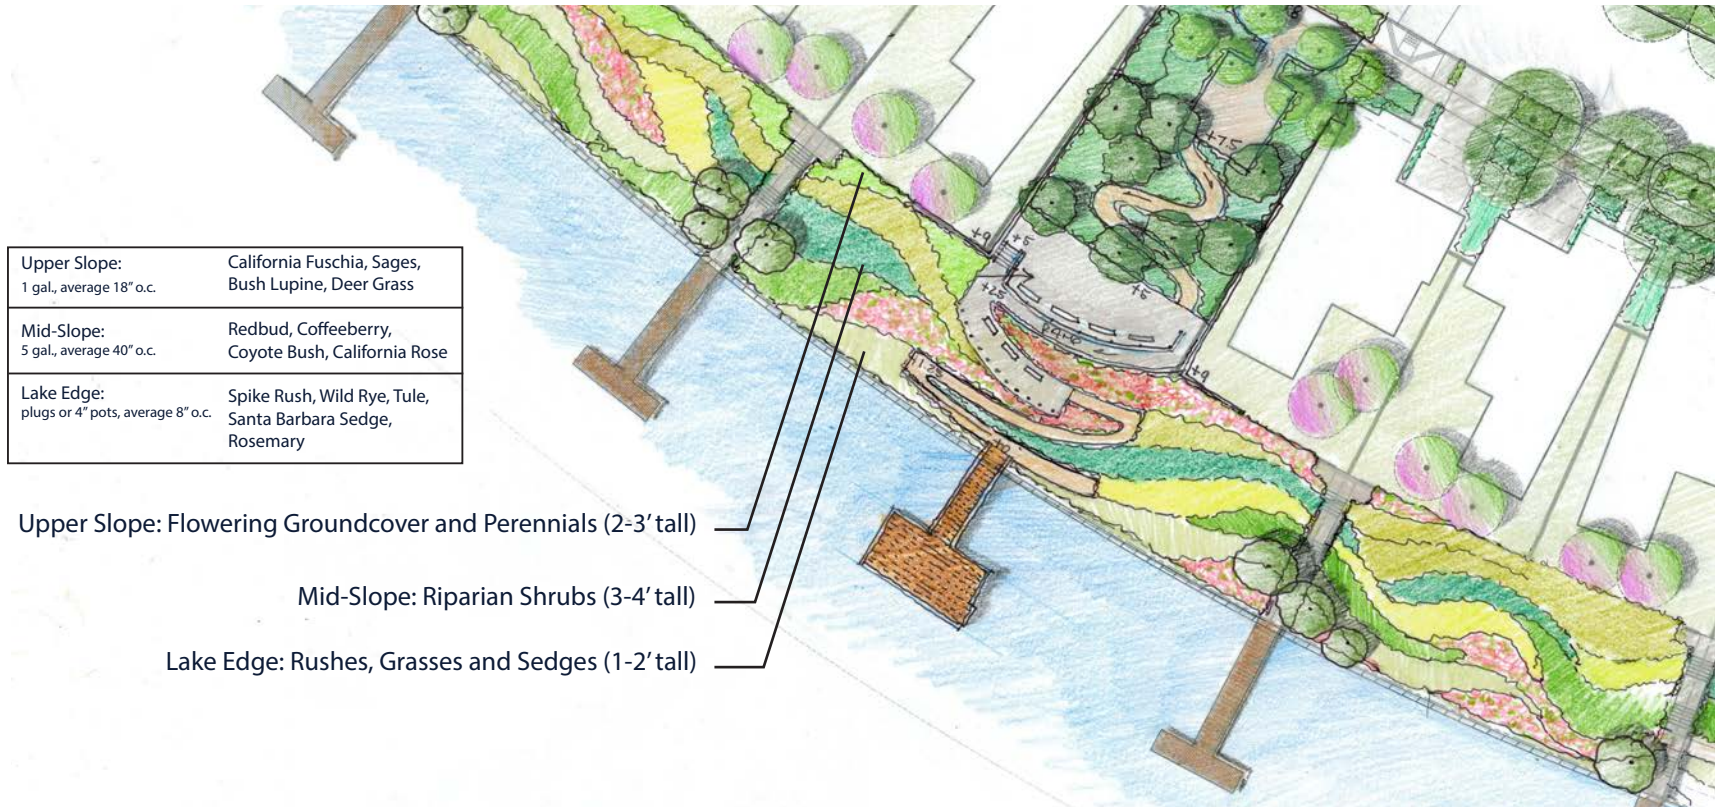 Upper Slope:
1 gal., average 18" o.c.
California Fuschia, Sages,
Bush Lupine, Deer Grass
Mid-Slope:
5 gal., average 40" o.c.
Redbud, Coffeeberry,
Coyote Bush, California Rose
Lake Edge:
plugs or 4" pots, average 8" o.c.
Spike Rush, Wild Rye, Tule,
Santa Barbara Sedge,
Rosemary
Upper Slope: Flowering Groundcover and Perennials (2-3' tall)
Mid-Slope: Riparian Shrubs (3-4' tall)
Lake Edge: Rushes, Grasses and Sedges (1-2' tall)
+7.5
+9
+5
+6
+9